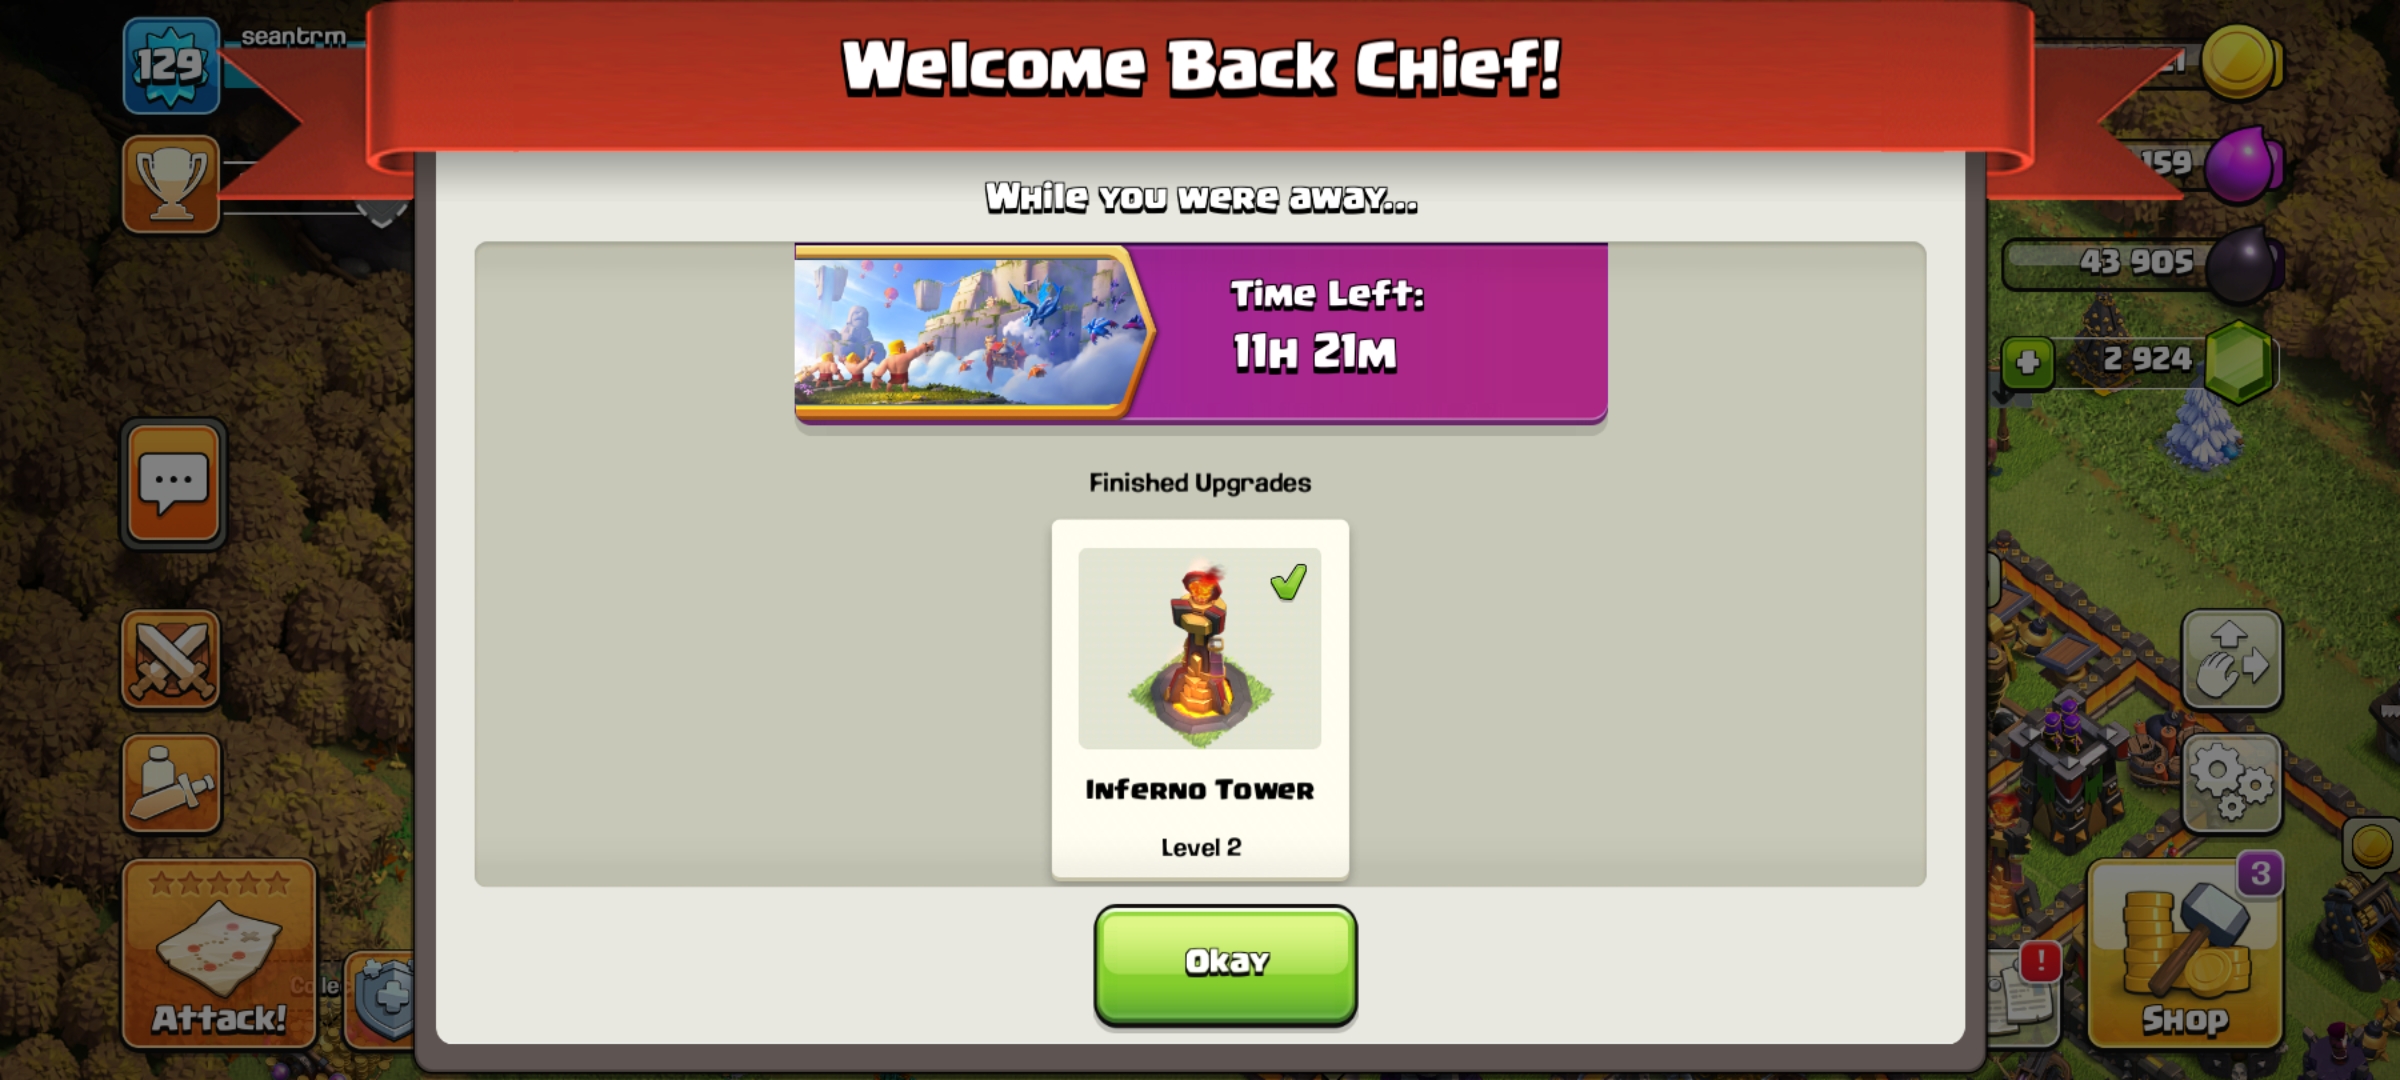 129
seantrm
Welcome Back Chief!
While you were away...
159
43 905
2 924
Time Left:
11H 21M
Finished Upgrades
Inferno Tower
Level 2
Okay
Attack!
3
!
Shop